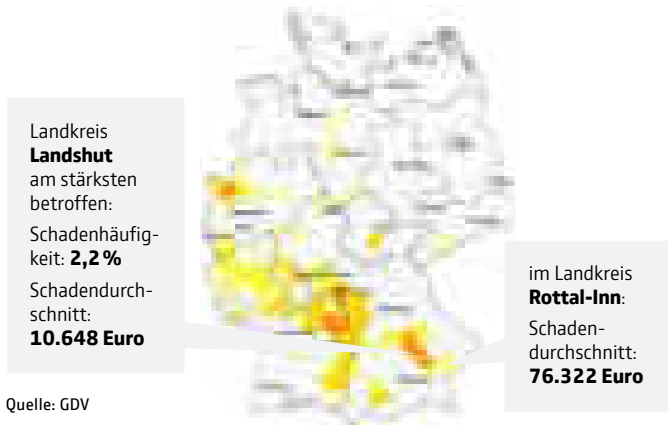 Landkreis
Landshut
am stärksten
betroffen:
Schadenhäufig-
keit: 2,2 %
Schadendurch-
schnitt:
10.648 Euro
im Landkreis
Rottal-Inn:
Schaden-
durchschnitt:
76.322 Euro
Quelle: GDV